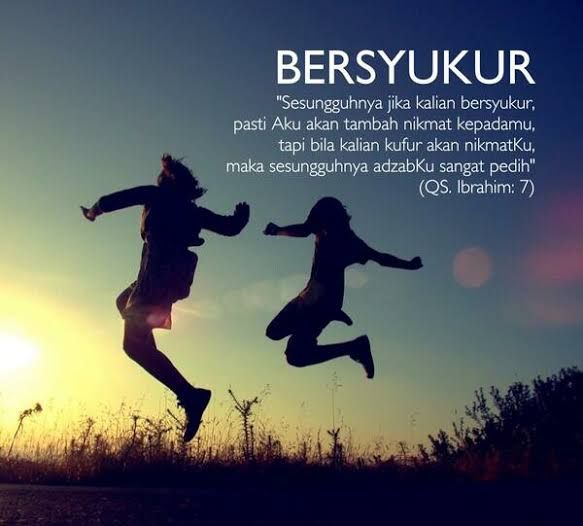 BERSYUKUR
"Sesungguhnya jika kalian bersyukur,
pasti Aku akan tambah nikmat kepadamu,
tapi bila kalian kufur akan nikmatKu,
maka sesungguhnya adzabKu sangat pedih"
(QS. Ibrahim: 7)